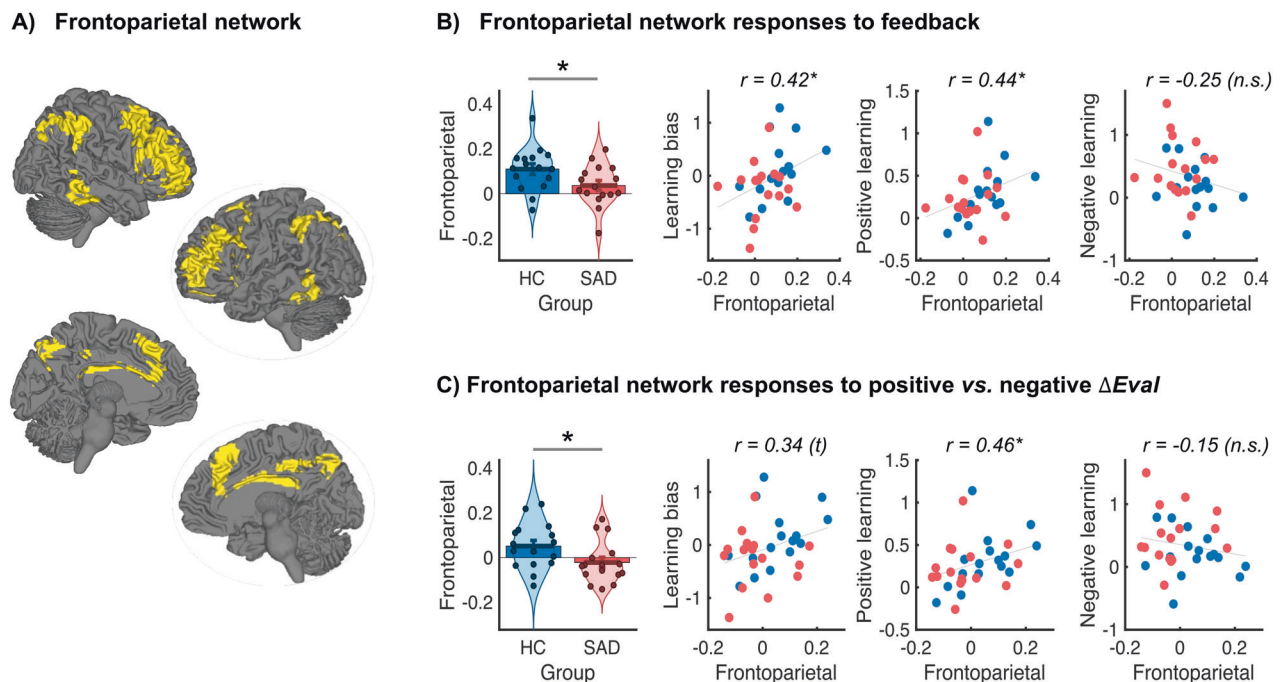 A) Frontoparietal network
B) Frontoparietal network responses to feedback
*
0.4
0.2
0
-0.2
Frontoparietal
HC SAD
Group
r = 0.42*
1
0
-1
Learning bias
-0.2 0 0.2 0.4
Frontoparietal
r = 0.44*
1.5
1
0.5
0
-0.5
Positive learning
-0.2 0 0.2 0.4
Frontoparietal
r = -0.25 (n.s.)
1
0
-1
Negative learning
-0.2 0 0.2 0.4
Frontoparietal
C) Frontoparietal network responses to positive vs. negative ΔEval
*
0.4
0.2
0
-0.2
Frontoparietal
HC SAD
Group
r = 0.34 (t)
1
0
-1
Learning bias
-0.2 0 0.2
Frontoparietal
r = 0.46*
1.5
1
0.5
0
-0.5
Positive learning
-0.2 0 0.2
Frontoparietal
r = -0.15 (n.s.)
1
0
-1
Negative learning
-0.2 0 0.2
Frontoparietal